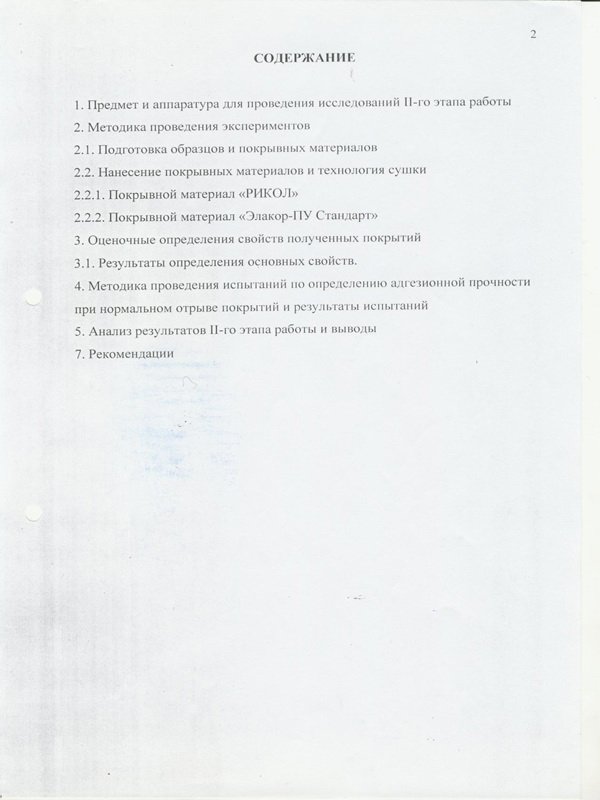 2
СОДЕРЖАНИЕ
1. Предмет и аппаратура для проведения исследований II-го этапа работы
2. Методика проведения экспериментов
2.1. Подготовка образцов и покрывных материалов
2.2. Нанесение покрывных материалов и технология сушки
2.2.1. Покрывной материал «РИКОЛ»
2.2.2. Покрывной материал «Элакор-ПУ Стандарт»
3. Оценочные определения свойств полученных покрытий
3.1. Результаты определения основных свойств.
4. Методика проведения испытаний по определению адгезионной прочности
при нормальном отрыве покрытий и результаты испытаний
5. Анализ результатов II-го этапа работы и выводы
7. Рекомендации